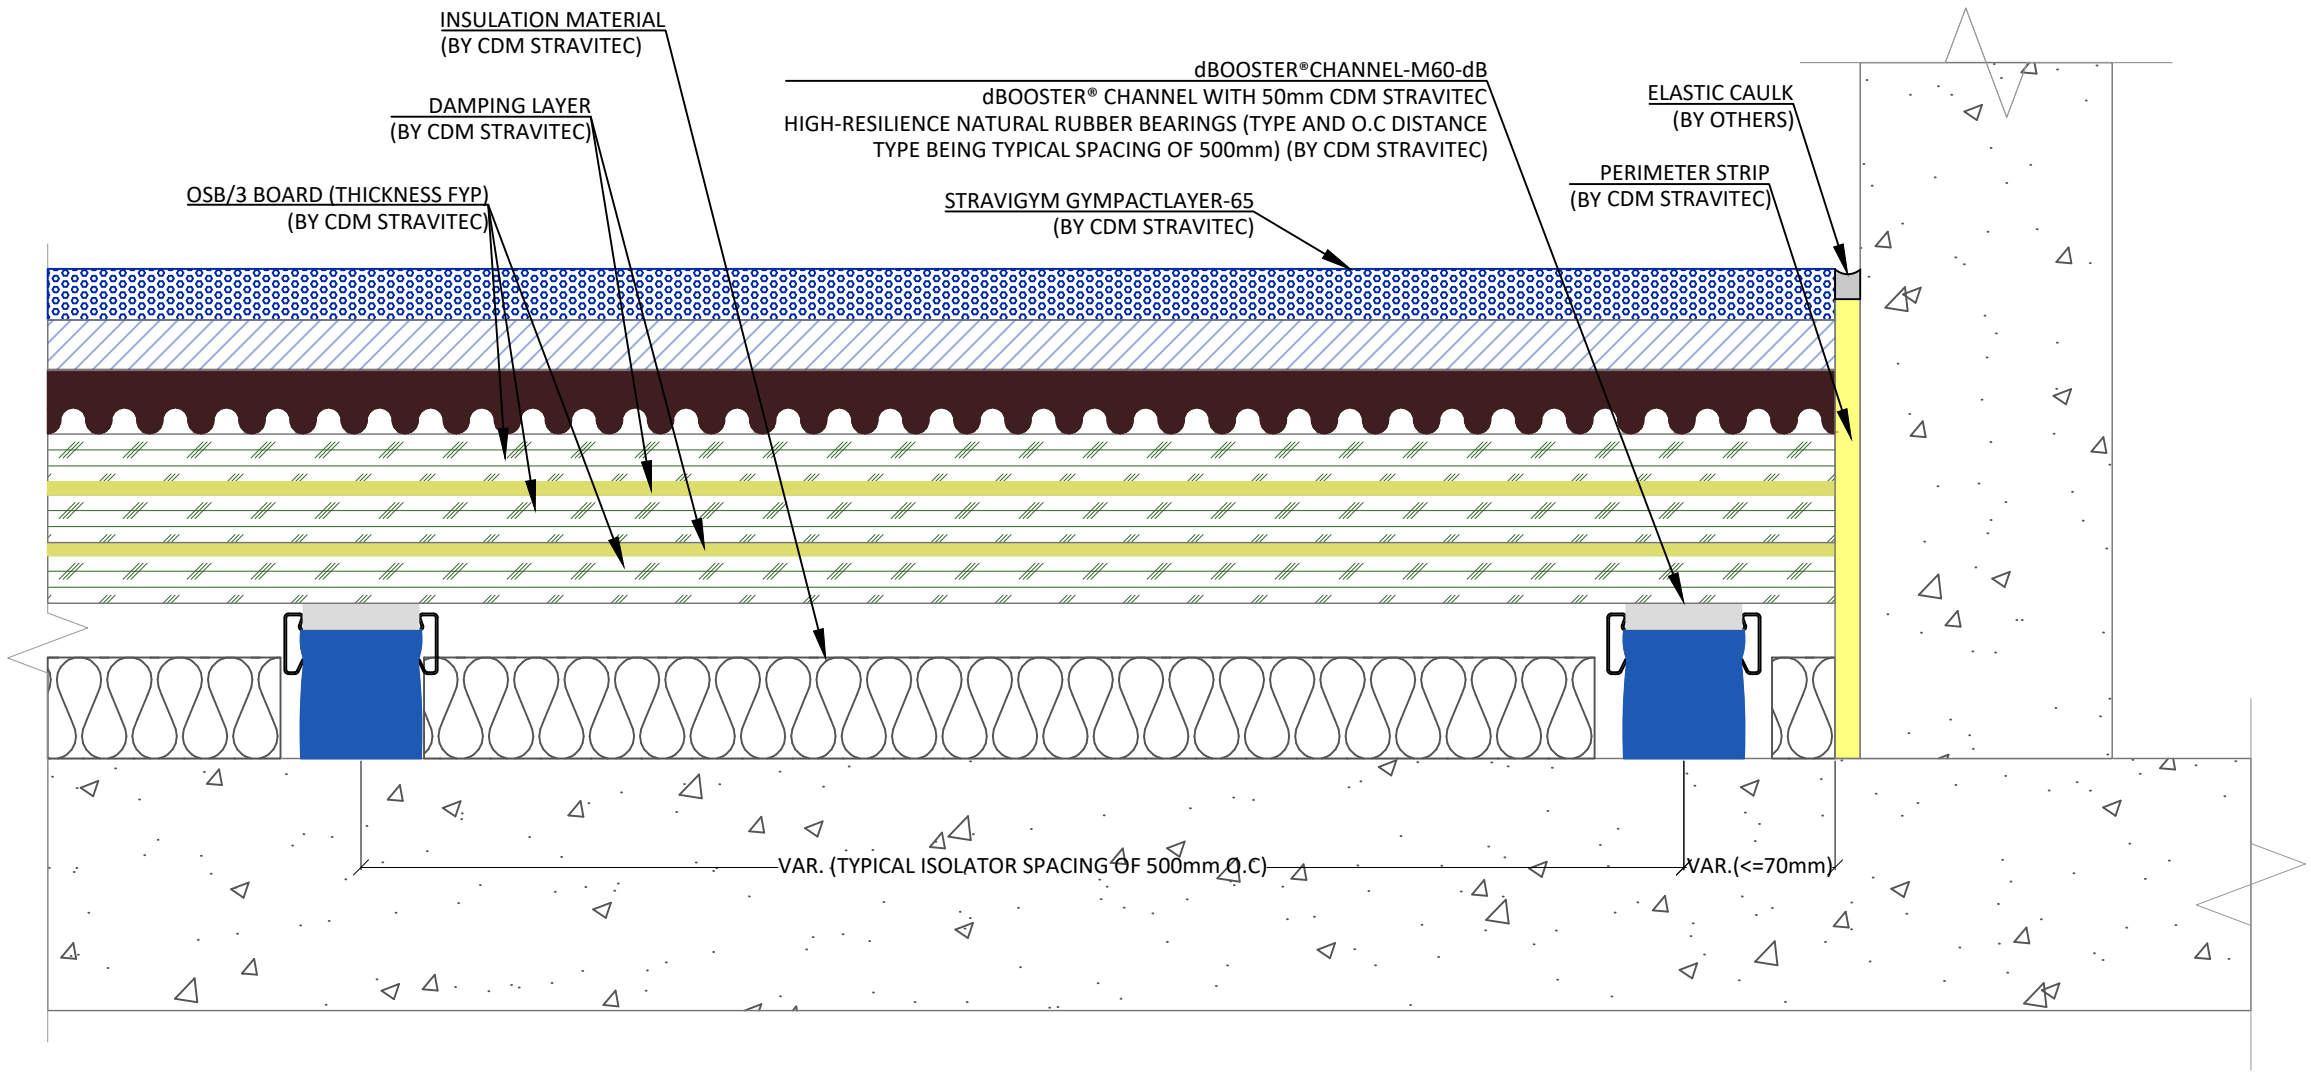 INSULATION MATERIAL
(BY CDM STRAVITEC)
dBOOSTER®CHANNEL-M60-dB
dBOOSTER® CHANNEL WITH 50mm CDM STRAVITEC
HIGH-RESILIENCE NATURAL RUBBER BEARINGS (TYPE AND O.C DISTANCE
TYPE BEING TYPICAL SPACING OF 500mm) (BY CDM STRAVITEC)
ELASTIC CAULK
(BY OTHERS)
DAMPING LAYER
(BY CDM STRAVITEC)
PERIMETER STRIP
(BY CDM STRAVITEC)
OSB/3 BOARD (THICKNESS FYP)
(BY CDM STRAVITEC)
STRAVIGYM GYMPACTLAYER-65
(BY CDM STRAVITEC)
VAR. (TYPICAL ISOLATOR SPACING OF 500mm O.C)
VAR.(<=70mm)